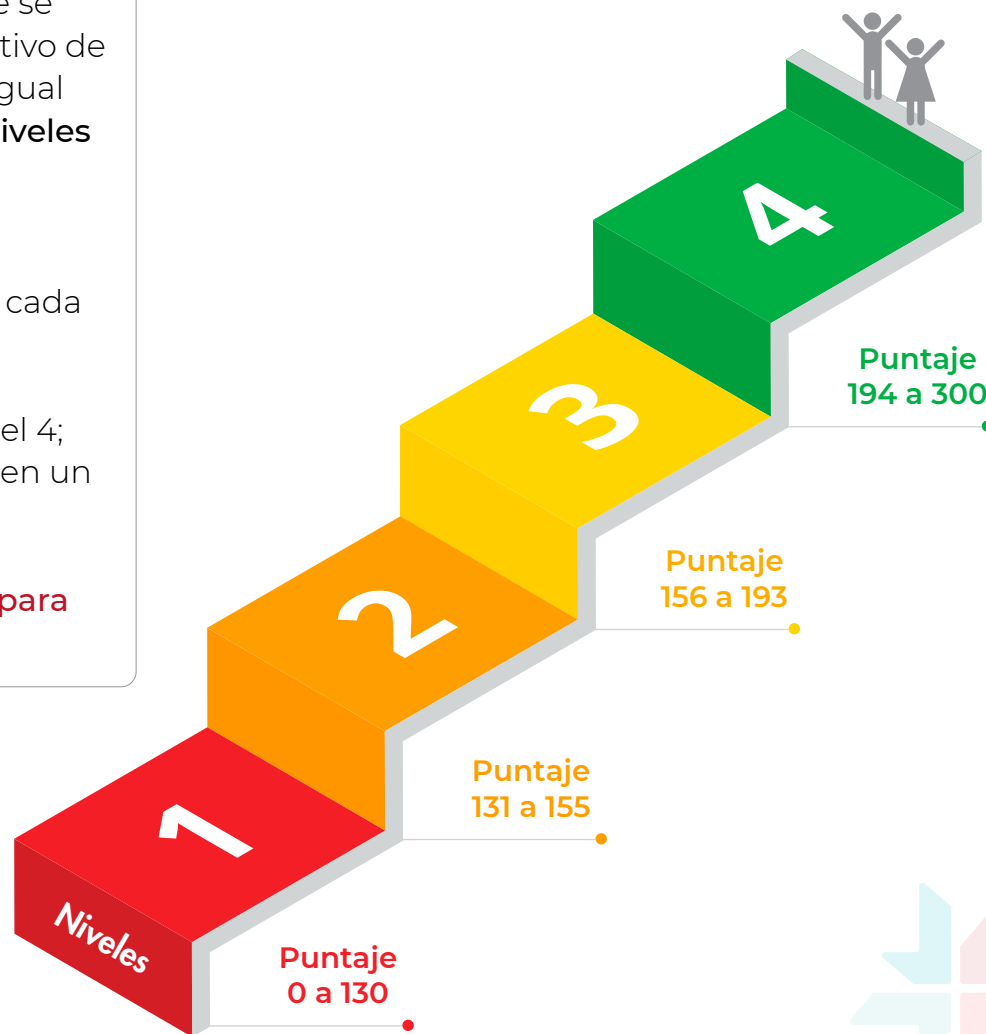 se
tivo de
gual
iveles
cada
el 4;
en un
para
4
Puntaje
194 a 300
3
Puntaje
156 a 193
2
Puntaje
131 a 155
1
Niveles
Puntaje
0 a 130